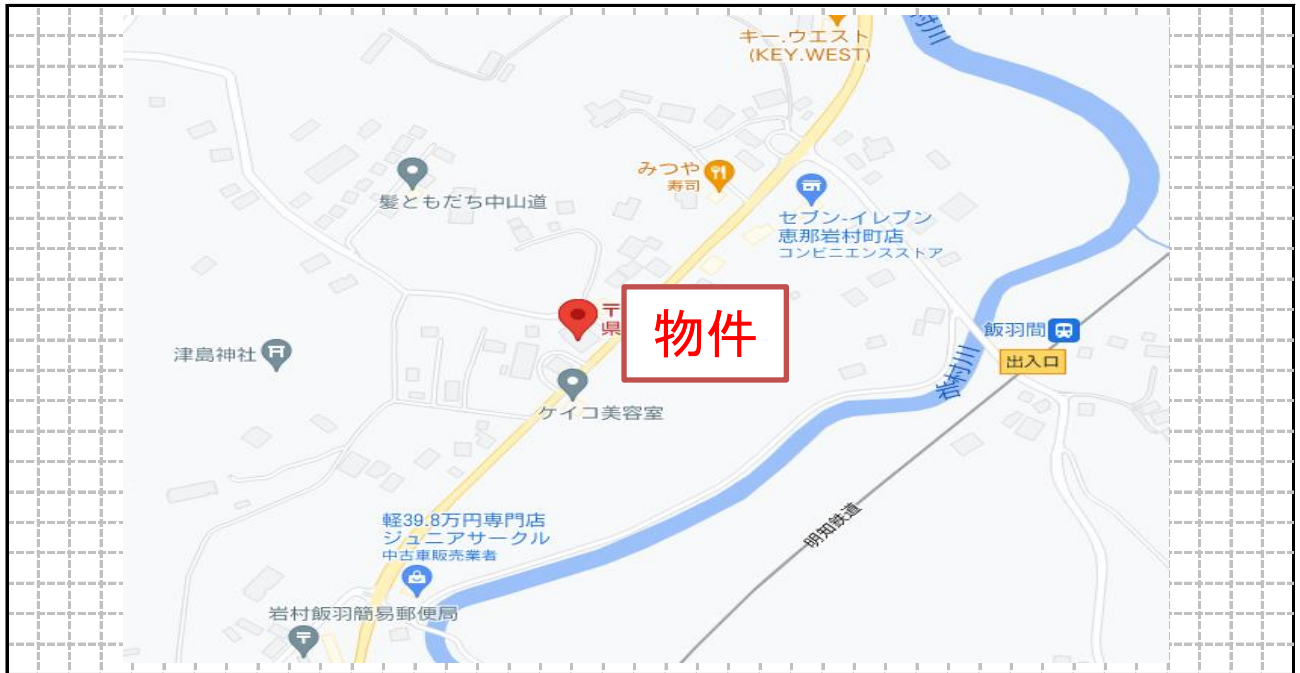 村川
キー.ウエスト
(KEY.WEST)
みつや
寿司
髪ともだち中山道
セブン-イレブン
恵那岩村町店
コンビニエンスストア
〒
県
物件
飯羽間
出入口
津島神社
岩村川
ケイコ美容室
明知鉄道
軽39.8万円専門店
ジュニアサークル
中古車販売業者
岩村飯羽簡易郵便局